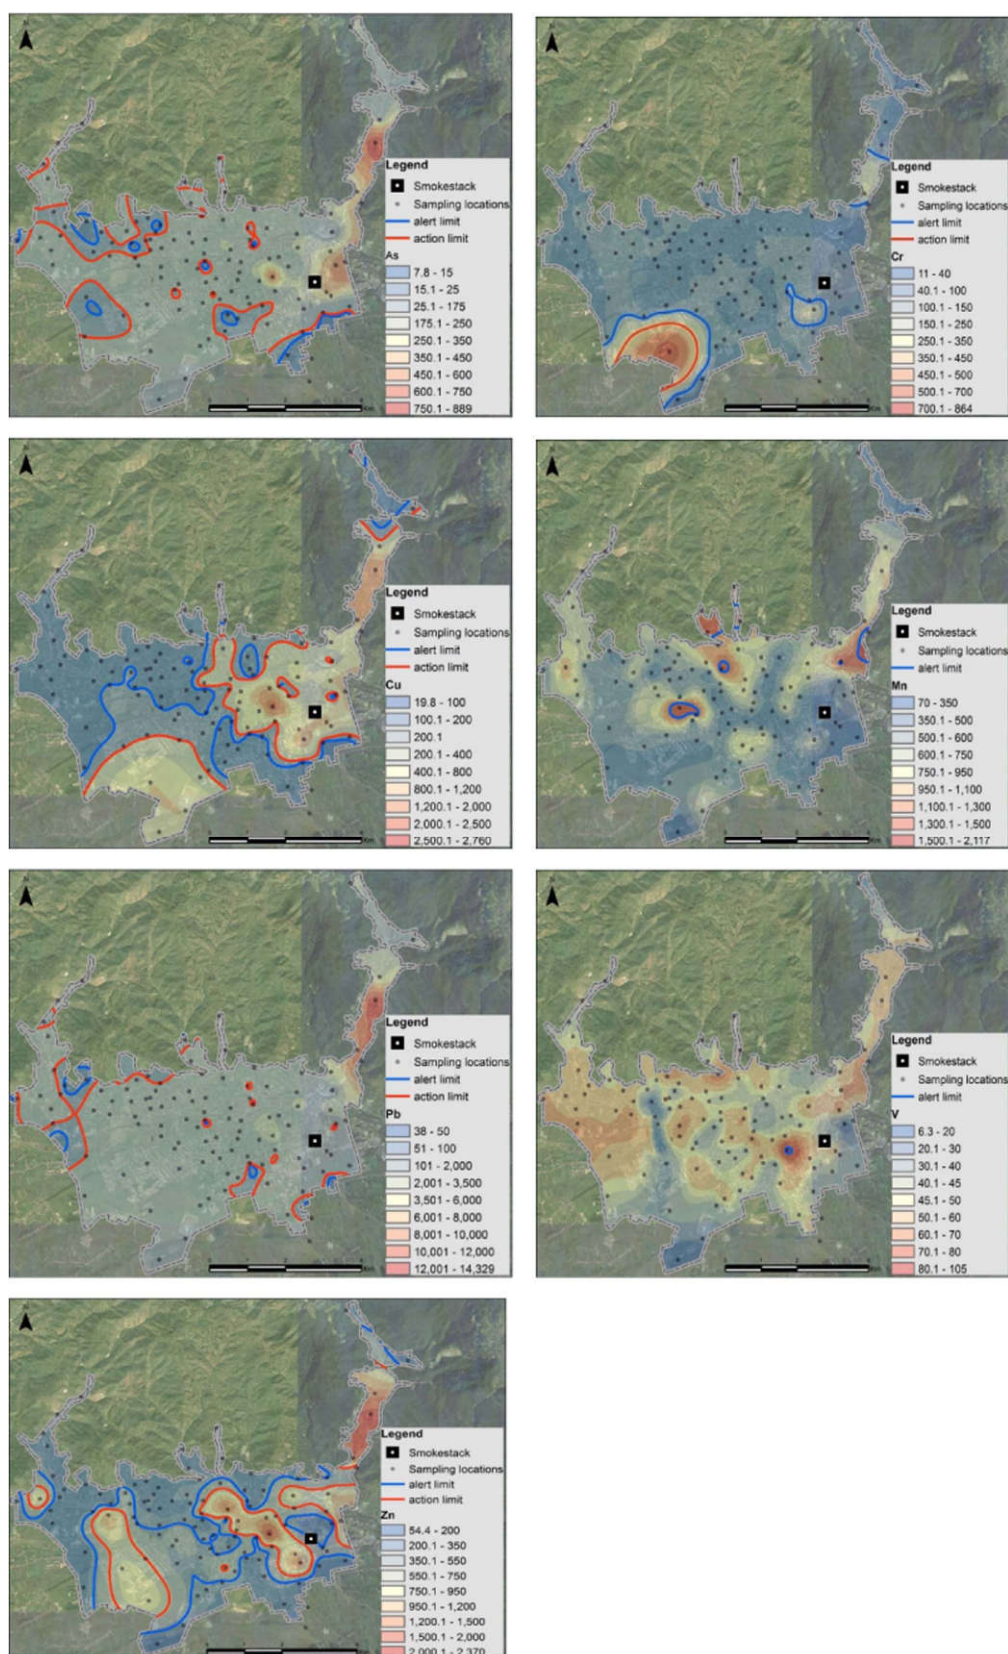 N
Legend
Smokestack
Sampling locations
alert limit
action limit
As
7.8 - 15
15.1 - 25
25.1 - 175
175.1 - 250
250.1 - 350
350.1 - 450
450.1 - 600
600.1 - 750
750.1 - 889
Km
N
Legend
Smokestack
Sampling locations
alert limit
action limit
Cr
11 - 40
40.1 - 100
100.1 - 150
150.1 - 250
250.1 - 350
350.1 - 450
450.1 - 500
500.1 - 700
700.1 - 864
Legend
Smokestack
Sampling locations
alert limit
action limit
Cu
19.8 - 100
100.1 - 200
200.1
200.1 - 400
400.1 - 800
800.1 - 1,200
1,200.1 - 2,000
2,000.1 - 2,500
2,500.1 - 2,760
Km
Legend
Smokestack
Sampling locations
alert limit
Mn
70 - 350
350.1 - 500
500.1 - 600
600.1 - 750
750.1 - 950
950.1 - 1,100
1,100.1 - 1,300
1,300.1 - 1,500
1,500.1 - 2,117
Legend
Smokestack
Sampling locations
alert limit
action limit
Pb
38 - 50
51 - 100
101 - 2,000
2,001 - 3,500
3,501 - 6,000
6,001 - 8,000
8,001 - 10,000
10,001 - 12,000
12,001 - 14,329
Km
Legend
Smokestack
Sampling locations
alert limit
V
6.3 - 20
20.1 - 30
30.1 - 40
40.1 - 45
45.1 - 50
50.1 - 60
60.1 - 70
70.1 - 80
80.1 - 105
N
Legend
Smokestack
Sampling locations
alert limit
action limit
Zn
54.4 - 200
200.1 - 350
350.1 - 550
550.1 - 750
750.1 - 950
950.1 - 1,200
1,200.1 - 1,500
1,500.1 - 2,000
2,000.1 - 2,370